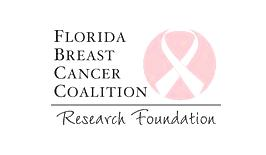 FLORIDA
BREAST
CANCER
COALITION
Research Foundation